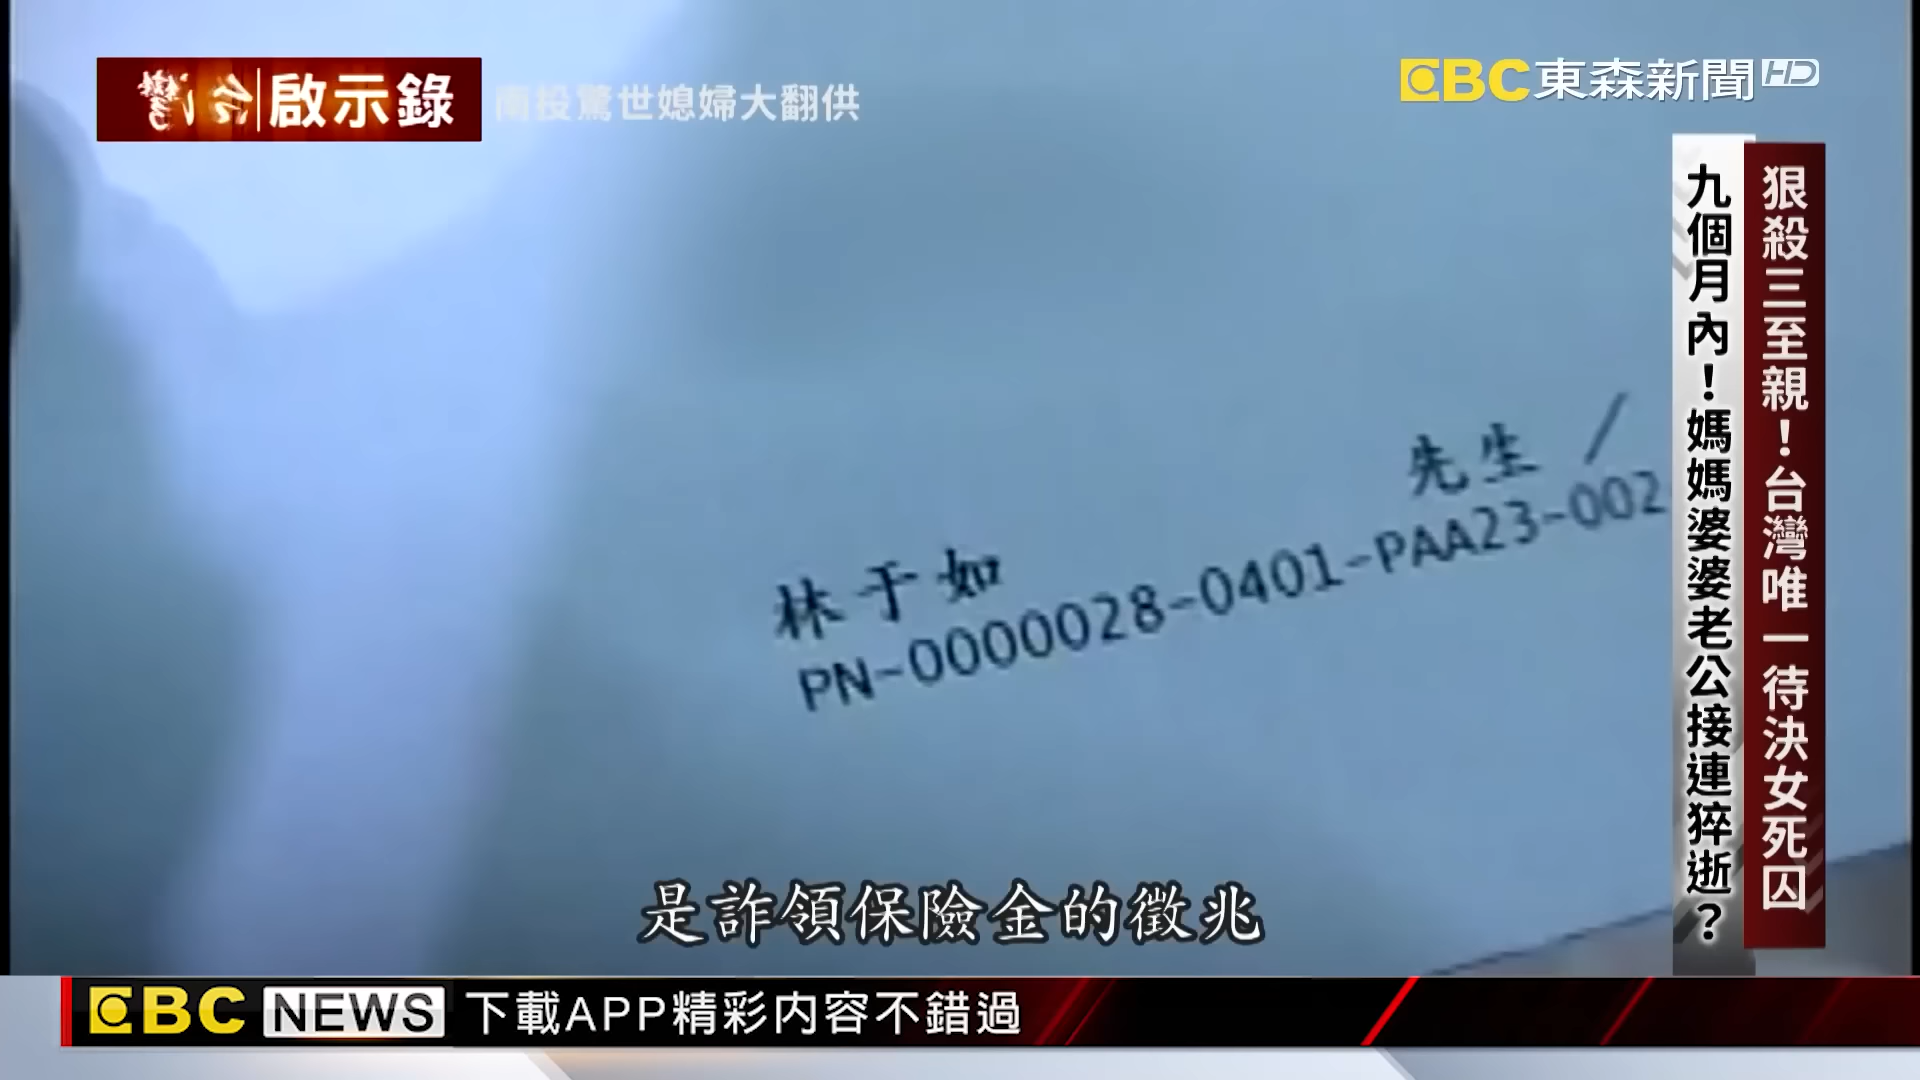 灣台|啟示錄
南投驚世媳婦大翻供
EBC東森新聞HD
狠殺三至親！台灣唯一待決女死囚
九個月內！媽媽婆婆老公接連猝逝？
先生 /
林于如
PN-0000028-0401-PAA23-002
是詐領保險金的徵兆
EBC NEWS 下載APP精彩內容不錯過